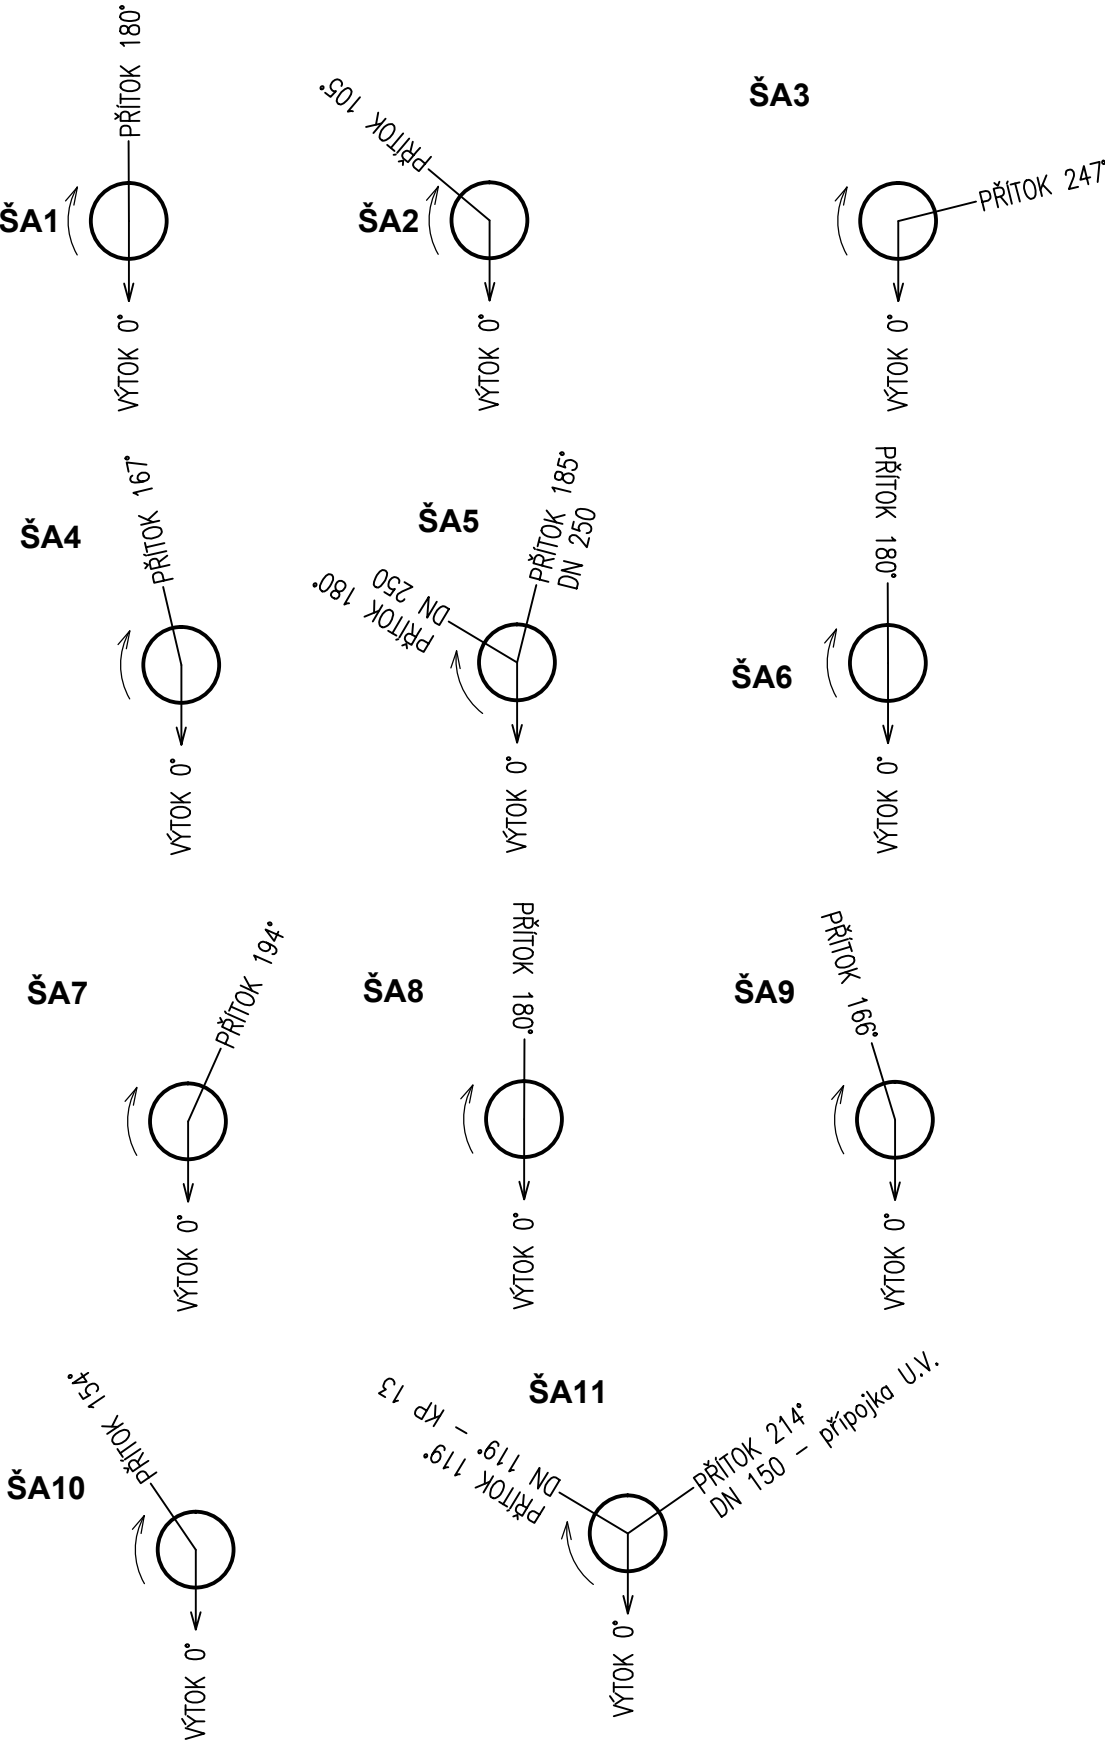 ŠA1
PŘÍTOK 180°
VÝTOK 0°
ŠA2
PŘÍTOK 105°
VÝTOK 0°
ŠA3
PŘÍTOK 247°
VÝTOK 0°
ŠA4
PŘÍTOK 167°
VÝTOK 0°
ŠA5
PŘÍTOK 180°
DN 250
PŘÍTOK 185°
DN 250
VÝTOK 0°
ŠA6
PŘÍTOK 180°
VÝTOK 0°
ŠA7
PŘÍTOK 194°
VÝTOK 0°
ŠA8
PŘÍTOK 180°
VÝTOK 0°
ŠA9
PŘÍTOK 166°
VÝTOK 0°
ŠA10
PŘÍTOK 154°
VÝTOK 0°
ŠA11
PŘÍTOK 119°
DN 119° - KP 13
PŘÍTOK 214°
DN 150 - přípojka U.V.
VÝTOK 0°